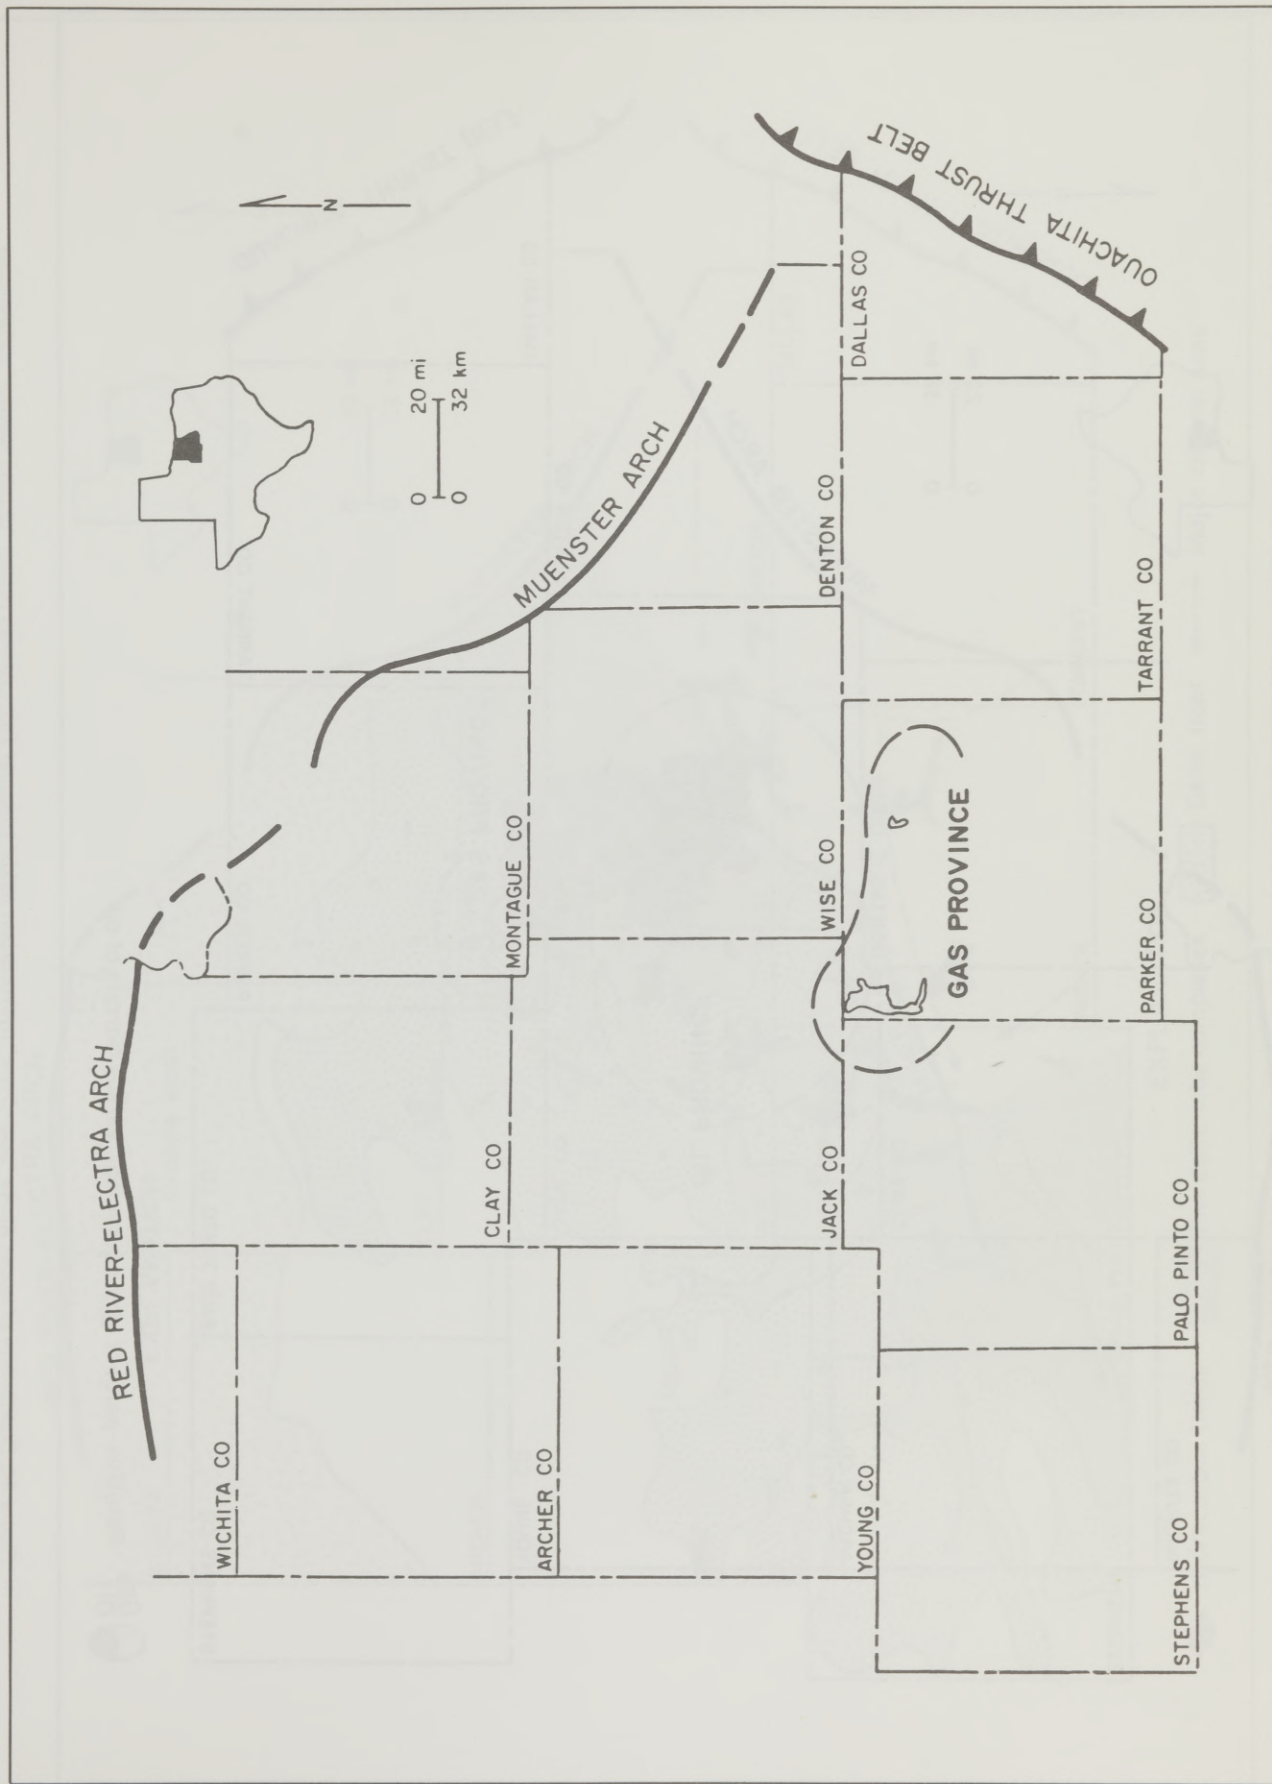 RED RIVER-ELECTRA ARCH
N
0 20 mi
0 32 km
MUENSTER ARCH
OUACHITA THRUST BELT
WICHITA CO
CLAY CO
MONTAGUE CO
ARCHER CO
JACK CO
WISE CO
DENTON CO
DALLAS CO
YOUNG CO
GAS PROVINCE
STEPHENS CO
PALO PINTO CO
PARKER CO
TARRANT CO